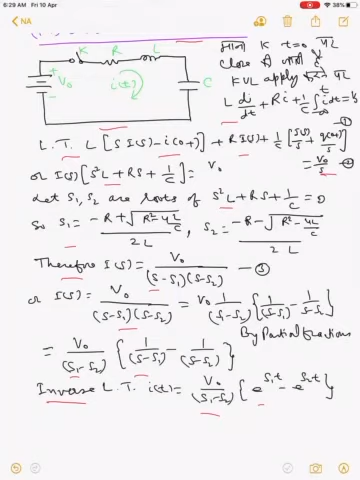 6:29 AM Fri 10 Apr
71%
NA
K R L
+ V₀ -
i(t)
C
माना K t=0 पर
close हो जाती है
KVL apply करने पर
L di/dt + Ri + 1/C ∫_{-∞}^{t} i dt = V₀ —①
L.T. L[S I(S) - i(0+)] + R I(S) + 1/C [I(S)/S + q(0+)/S] = V₀/S —②
or I(S) [S²L + RS + 1/C] = V₀
Let S₁, S₂ are roots of S²L + RS + 1/C = 0
So S₁ = (-R + √(R² - 4L/C))/2L , S₂ = (-R - √(R² - 4L/C))/2L
Therefore I(S) = V₀/((S-S₁)(S-S₂)) —③
or I(S) = V₀/((S-S₁)(S-S₂)) = V₀ 1/(S₁-S₂) {1/(S-S₁) - 1/(S-S₂)}
By Partial fractions
= V₀/(S₁-S₂) {1/(S-S₁) - 1/(S-S₂)}
Inverse L.T. i(t) = V₀/(S₁-S₂) {e^{S₁t} - e^{S₂t}}